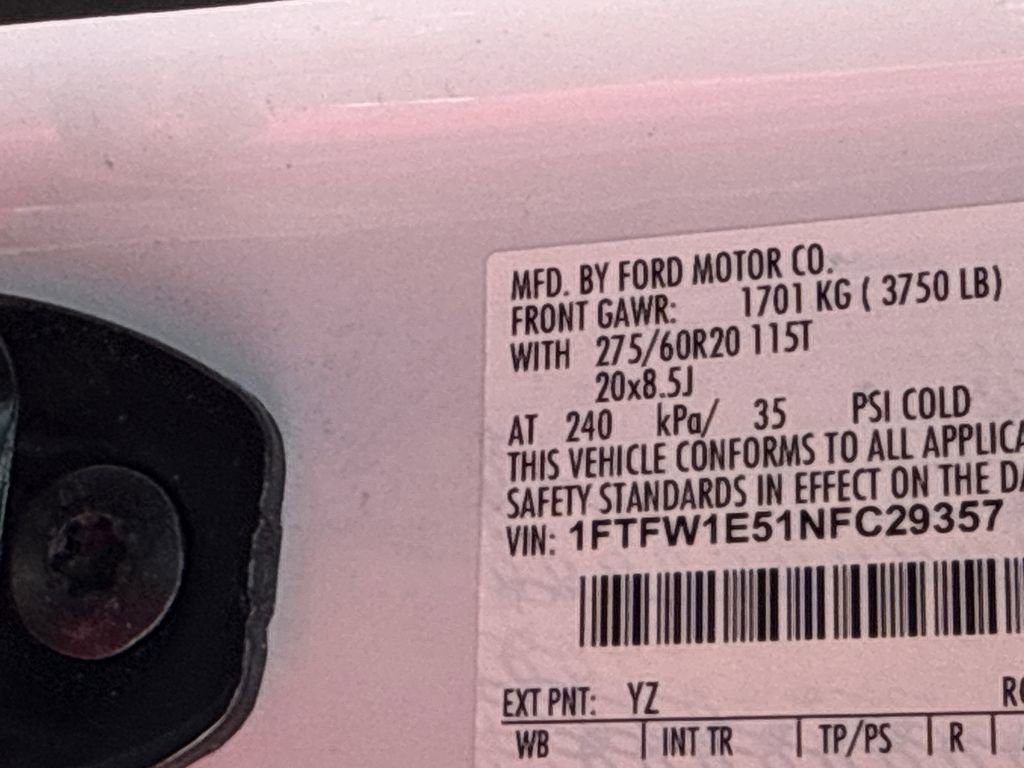 MFD. BY FORD MOTOR CO.
FRONT GAWR: 1701 KG ( 3750 LB)
WITH 275/60R20 115T
20x8.5J
AT 240 kPa/ 35 PSI COLD
THIS VEHICLE CONFORMS TO ALL
SAFETY STANDARDS IN EFFECT ON THE
VIN: 1FTFW1E51NFC29357
EXT PNT: YZ
WB INT TR TP/PS R